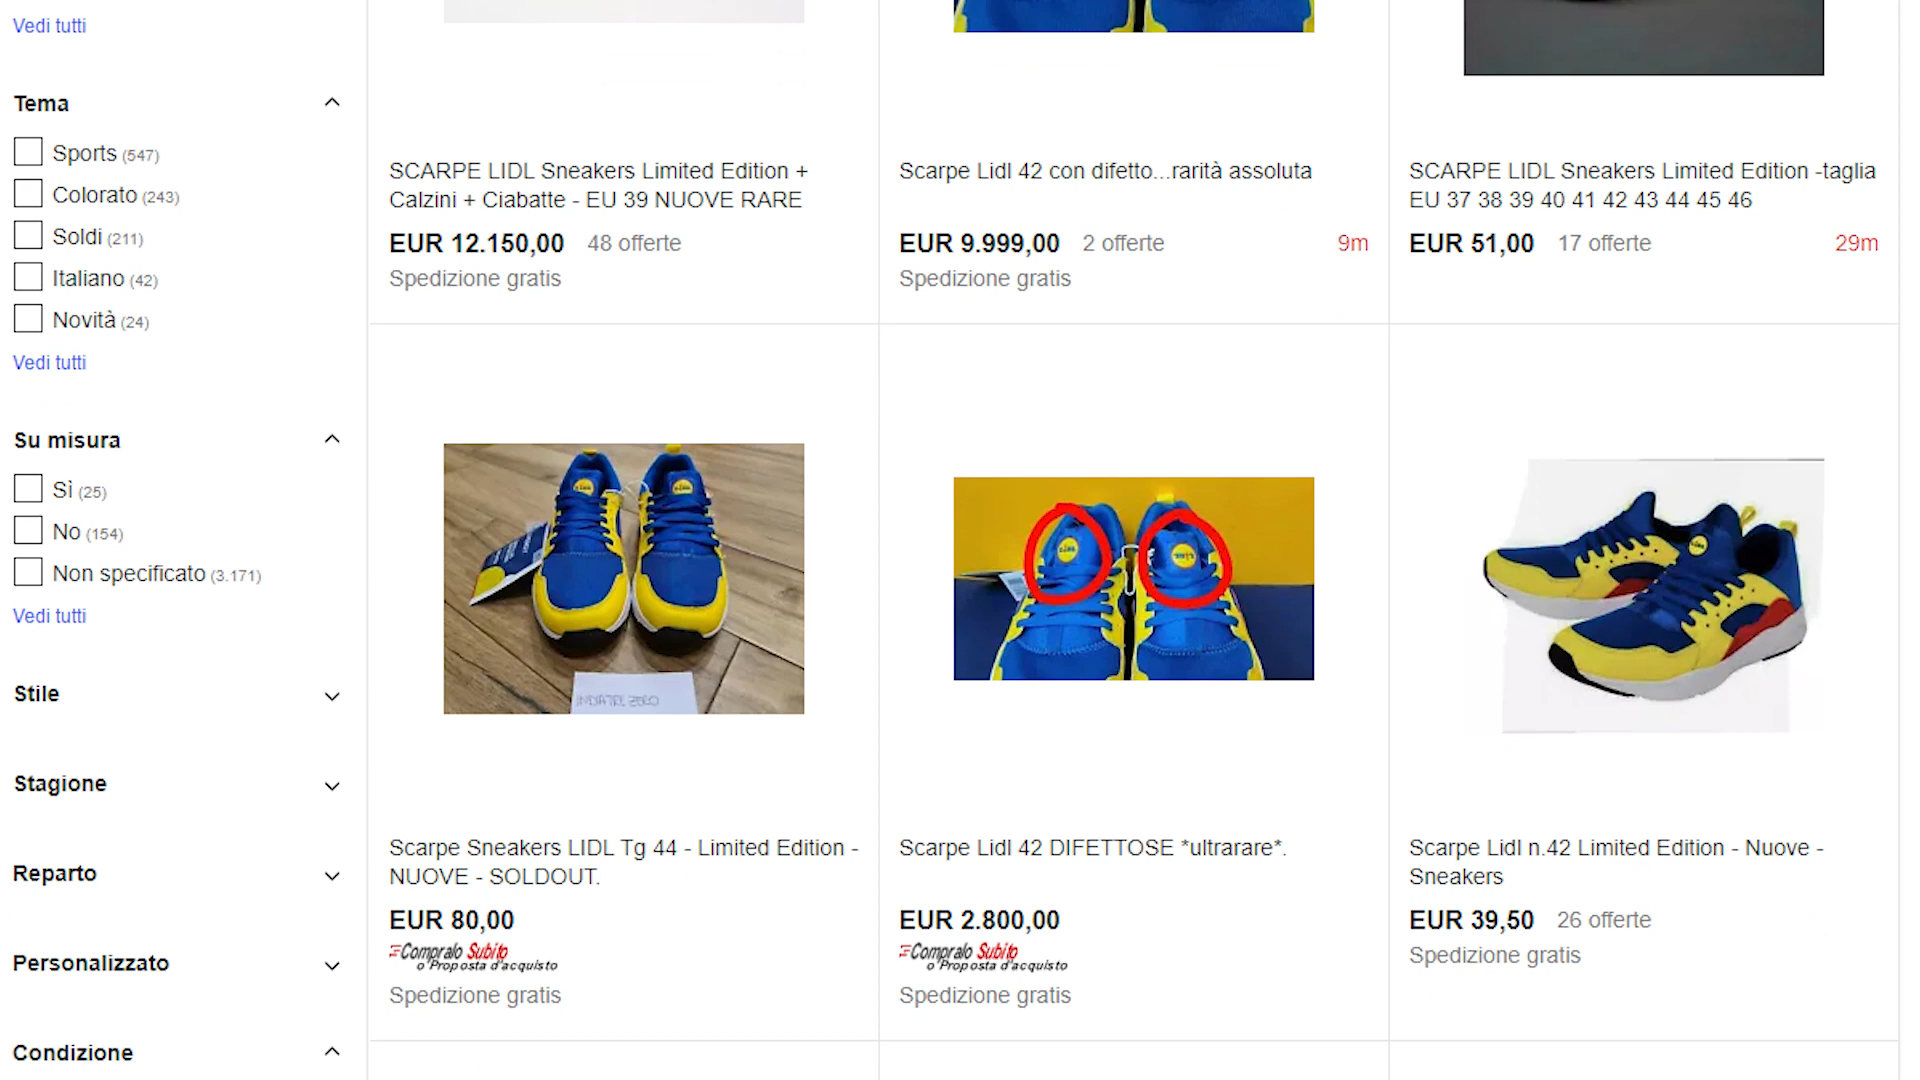 Vedi tutti
Tema
Sports (547)
Colorato (243)
Soldi (211)
Italiano (42)
Novità (24)
Vedi tutti
Su misura
Sì (25)
No (154)
Non specificato (3.171)
Vedi tutti
Stile
Stagione
Reparto
Personalizzato
Condizione
SCARPE LIDL Sneakers Limited Edition +
Calzini + Ciabatte - EU 39 NUOVE RARE
EUR 12.150,00 48 offerte
Spedizione gratis
Scarpe Lidl 42 con difetto...rarità assoluta
EUR 9.999,00 2 offerte 9m
Spedizione gratis
SCARPE LIDL Sneakers Limited Edition -taglia
EU 37 38 39 40 41 42 43 44 45 46
EUR 51,00 17 offerte 29m
Scarpe Sneakers LIDL Tg 44 - Limited Edition -
NUOVE - SOLDOUT.
EUR 80,00
Compralo Subito
o Proposta d'acquisto
Spedizione gratis
Scarpe Lidl 42 DIFETTOSE *ultrarare*.
EUR 2.800,00
Compralo Subito
o Proposta d'acquisto
Spedizione gratis
Scarpe Lidl n.42 Limited Edition - Nuove -
Sneakers
EUR 39,50 26 offerte
Spedizione gratis